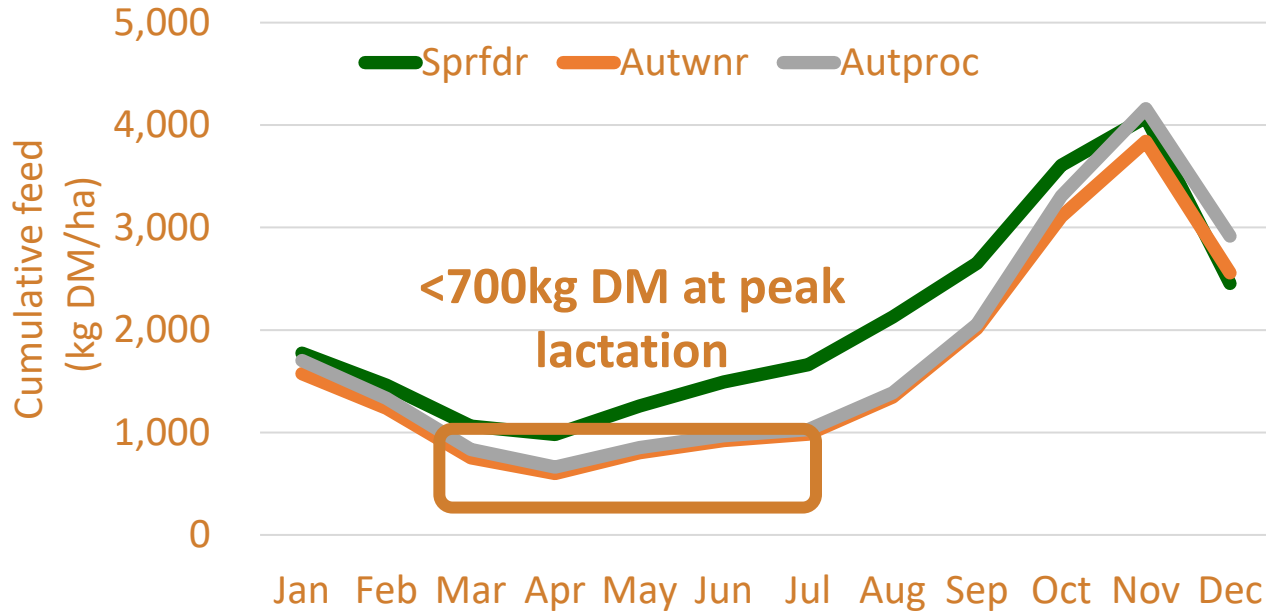 5,000
4,000
3,000
2,000
1,000
0
Cumulative feed
(kg DM/ha)
Sprfdr Autwnr Autproc
<700kg DM at peak
lactation
Jan Feb Mar Apr May Jun Jul Aug Sep Oct Nov Dec